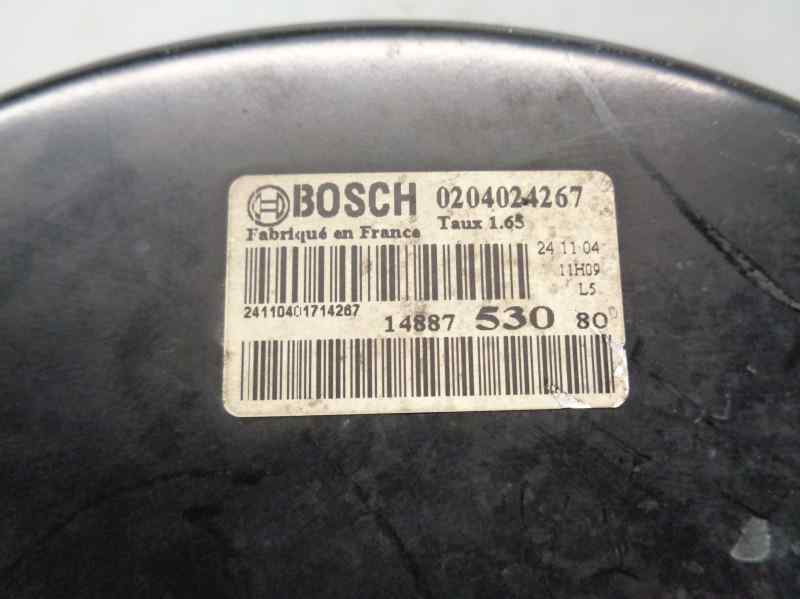 BOSCH 0204024267
Fabriqué en France Taux 1.65
24 11 04
11H09
L5
24110401714267
14887 530 80